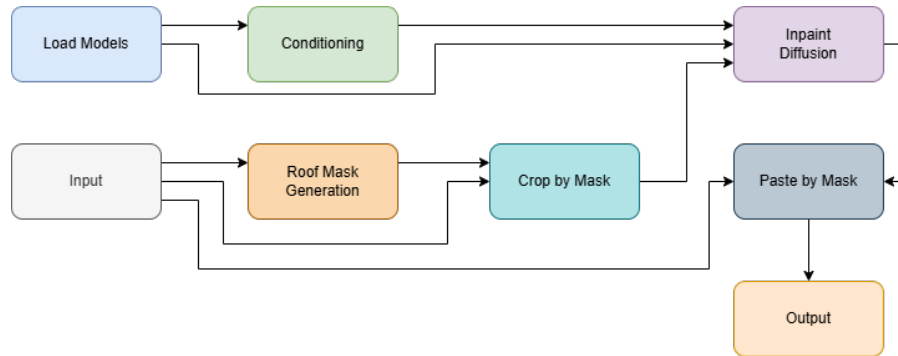 Load Models
Conditioning
Inpaint
Diffusion
Input
Roof Mask
Generation
Crop by Mask
Paste by Mask
Output